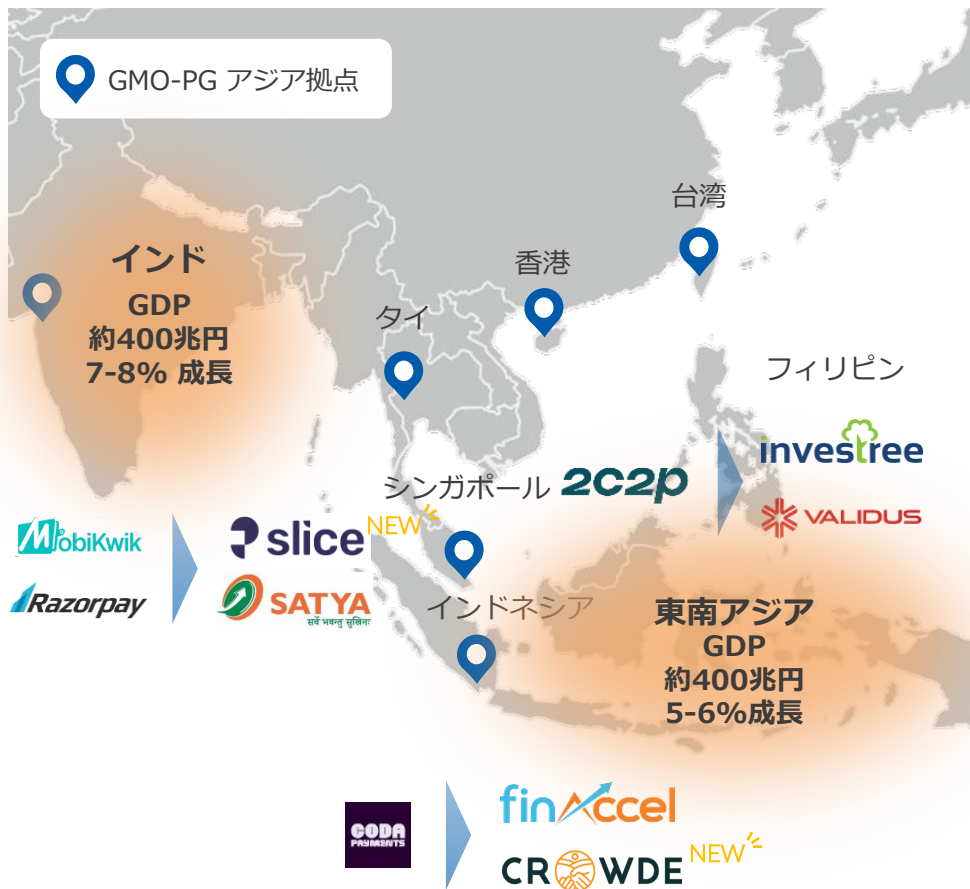 GMO-PG アジア拠点
台湾
インド
GDP
約400兆円
7-8% 成長
香港
タイ
フィリピン
investree
シンガポール 2C2P
VALIDUS
MobiKwik
slice NEW
Razorpay
SATYA
सर्वे भवन्तु सुखिनः
インドネシア
東南アジア
GDP
約400兆円
5-6%成長
CODA
PAYMENTS
finAccel
CROWDE NEW